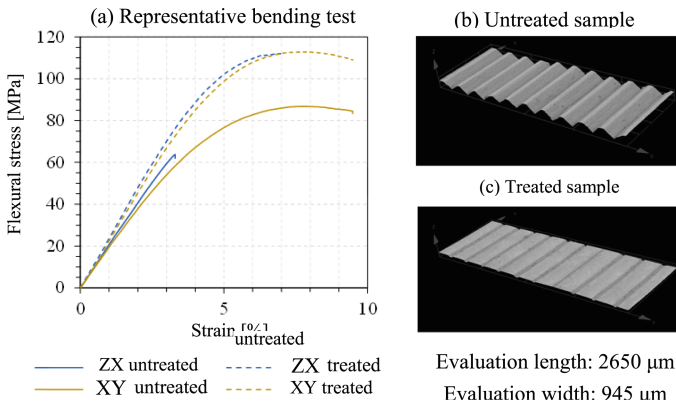 (a) Representative bending test
Flexural stress [MPa]
120
100
80
60
40
20
0
0
5
10
Strain [%]
untreated
ZX untreated
ZX treated
XY untreated
XY treated
(b) Untreated sample
(c) Treated sample
Evaluation length: 2650 μm
Evaluation width: 945 μm